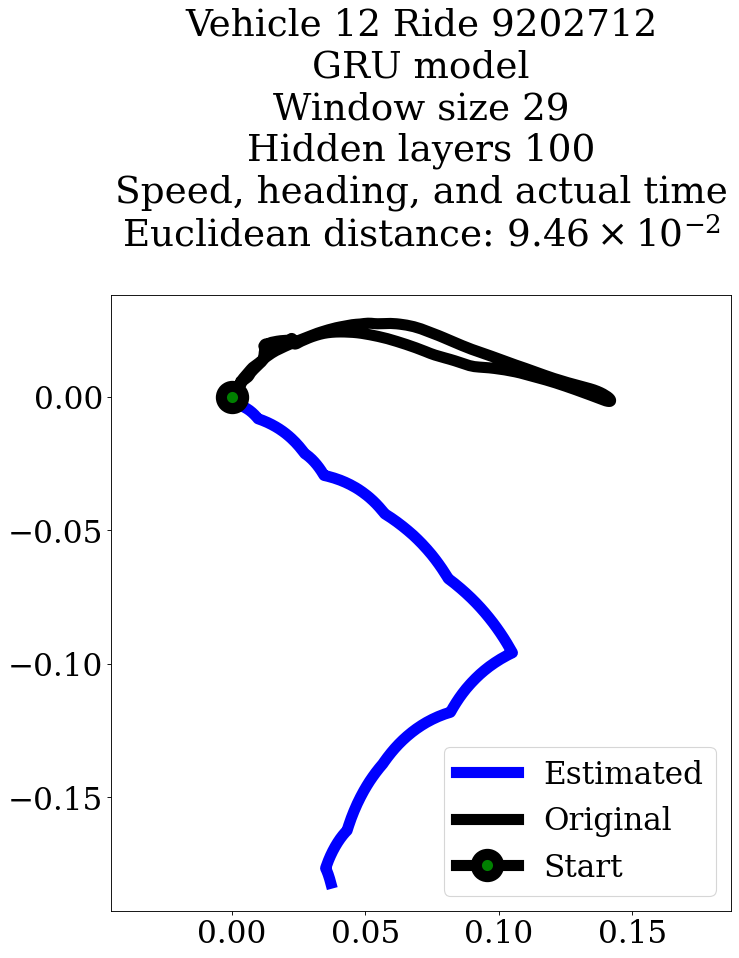 Vehicle 12 Ride 9202712
GRU model
Window size 29
Hidden layers 100
Speed, heading, and actual time
Euclidean distance: 9.46 × 10⁻²
0.00
−0.05
−0.10
−0.15
Estimated
Original
Start
0.00 0.05 0.10 0.15